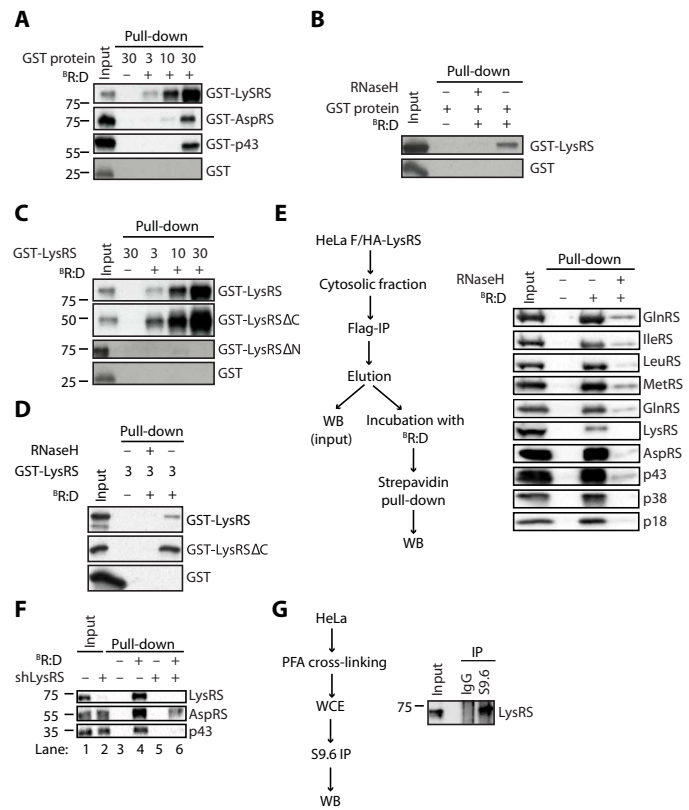 A
Pull-down
Input
GST protein 30 3 10 30
ᴮR:D − + + +
75 GST-LySRS
75 GST-AspRS
55 GST-p43
25 GST
B
Pull-down
Input
RNaseH − + −
GST protein + + +
ᴮR:D − + +
GST-LysRS
GST
C
Pull-down
Input
GST-LysRS 30 3 10 30
ᴮR:D − + + +
75 GST-LysRS
50 GST-LysRSΔC
75 GST-LysRSΔN
25 GST
D
Pull-down
Input
RNaseH − + −
GST-LysRS 3 3 3
ᴮR:D − + +
GST-LysRS
GST-LysRSΔC
GST
E
HeLa F/HA-LysRS
Cytosolic fraction
Flag-IP
Elution
WB
(input)
Incubation with
ᴮR:D
Strepavidin
pull-down
WB
Pull-down
Input
RNaseH − − +
ᴮR:D − + +
GlnRS
IleRS
LeuRS
MetRS
GlnRS
LysRS
AspRS
p43
p38
p18
F
Input
Pull-down
ᴮR:D − + − +
shLysRS − + − − + +
75 LysRS
55 AspRS
35 p43
Lane: 1 2 3 4 5 6
G
HeLa
PFA cross-linking
WCE
S9.6 IP
WB
IP
Input IgG S9.6
75 LysRS